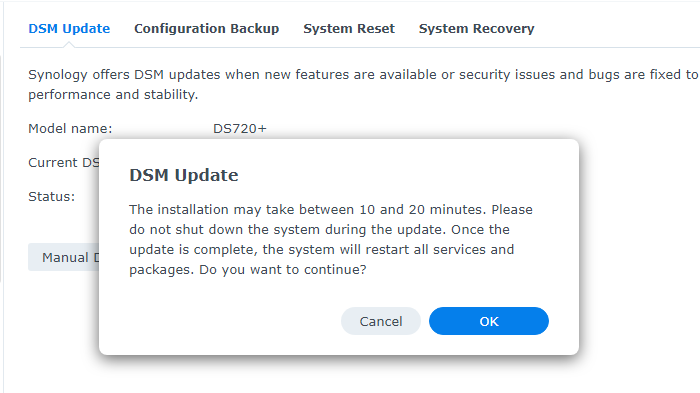 DSM Update Configuration Backup System Reset System Recovery
Synology offers DSM updates when new features are available or security issues and bugs are fixed to
performance and stability.
Model name: DS720+
Current DS
Status:
Manual D
DSM Update
The installation may take between 10 and 20 minutes. Please
do not shut down the system during the update. Once the
update is complete, the system will restart all services and
packages. Do you want to continue?
Cancel OK